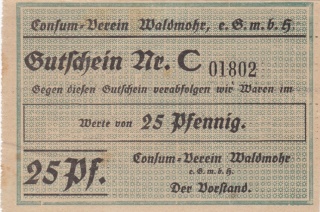 Consum-Verein Waldmohr, e. G. m. b. H.
Gutschein Nr. C 01802
Gegen diesen Gutschein verabfolgen wir Waren im
Werte von 25 Pfennig.
25 Pf.
Consum-Verein Waldmohr
e. G. m. b. H.
Der Vorstand.